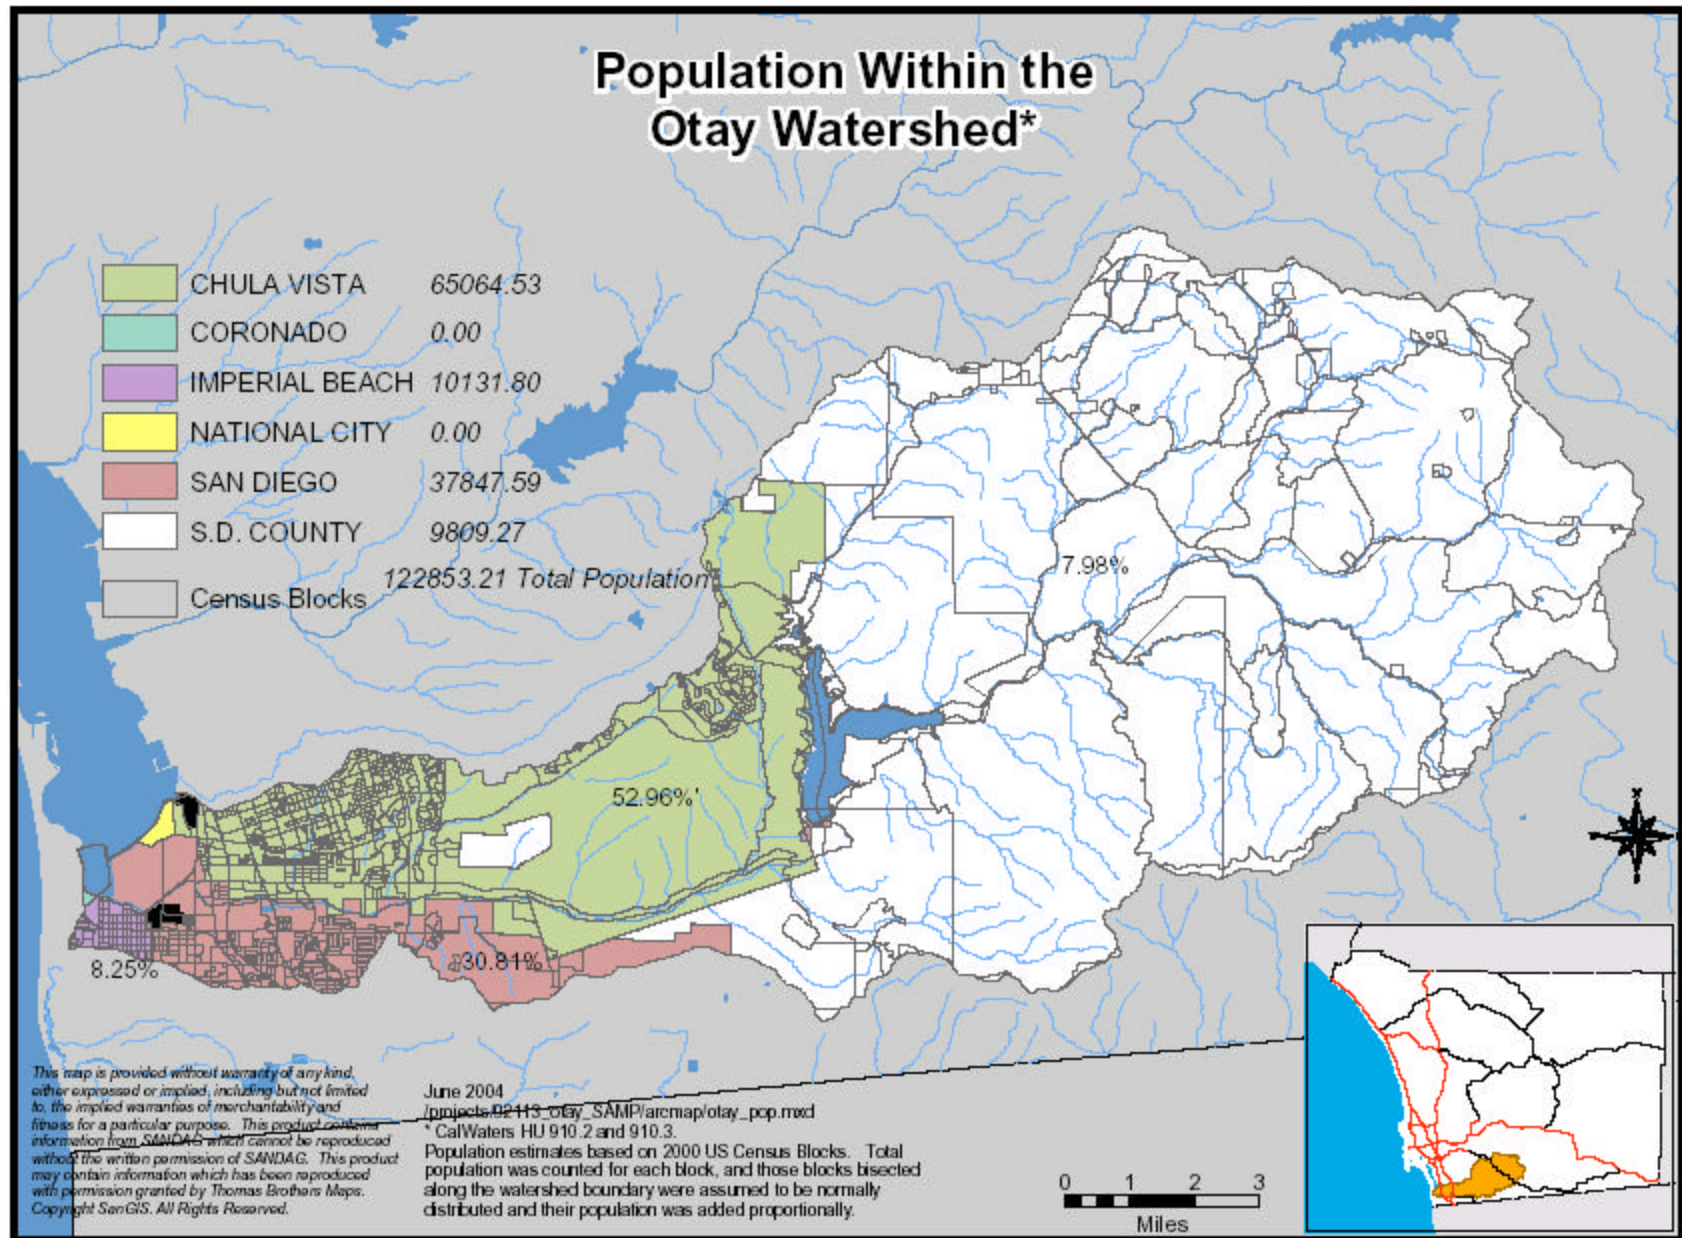 Population Within the
Otay Watershed*
CHULA VISTA 65064.53
CORONADO 0.00
IMPERIAL BEACH 10131.80
NATIONAL CITY 0.00
SAN DIEGO 37847.59
S.D. COUNTY 9809.27
122853.21 Total Population
Census Blocks
7.98%
52.96%'
30.81%
8.25%
This map is provided without warranty of any kind,
either expressed or implied, including but not limited
to, the implied warranties of merchantability and
fitness for a particular purpose. This product contains
information from SANDAG which cannot be reproduced
without the written permission of SANDAG. This product
may contain information which has been reproduced
with permission granted by Thomas Brothers Maps.
Copyright SanGIS. All Rights Reserved.
June 2004
/projects/92113_otay_SAMP/arcmap/otay_pop.mxd
* CalWaters HU 910.2 and 910.3.
Population estimates based on 2000 US Census Blocks. Total
population was counted for each block, and those blocks bisected
along the watershed boundary were assumed to be normally
distributed and their population was added proportionally.
0 1 2 3
Miles